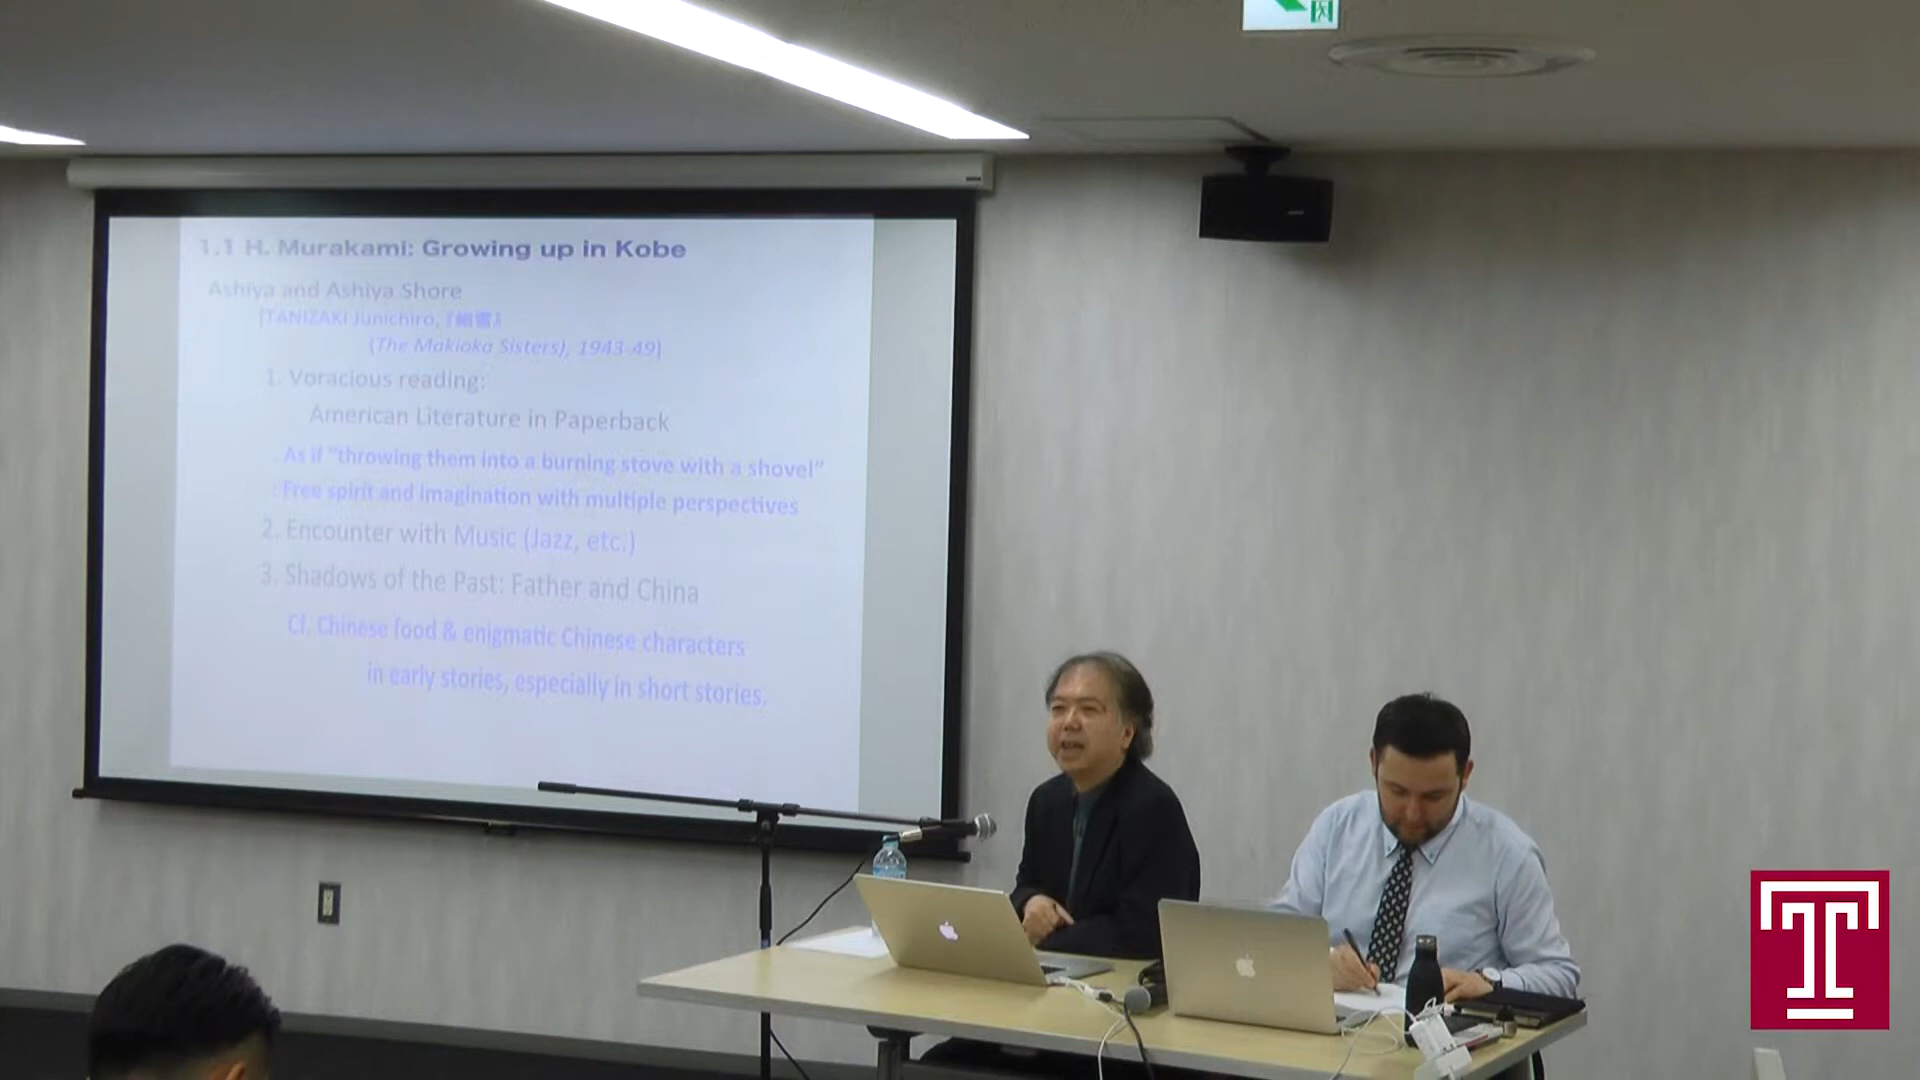 1.1 H. Murakami: Growing up in Kobe
Ashiya and Ashiya Shore
[TANIZAKI Junichiro,『細雪』
(The Makioka Sisters), 1943-49]
1. Voracious reading:
American Literature in Paperback
. As if "throwing them into a burning stove with a shovel"
: Free spirit and imagination with multiple perspectives
2. Encounter with Music (Jazz, etc.)
3. Shadows of the Past: Father and China
Cf. Chinese food & enigmatic Chinese characters
in early stories, especially in short stories.
T